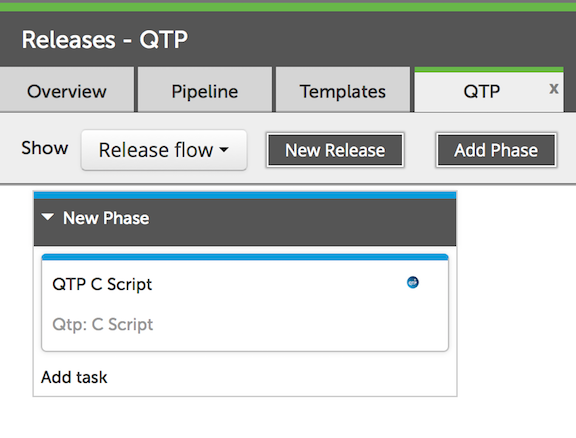 Releases - QTP
Overview
Pipeline
Templates
QTP
x
Show
Release flow
New Release
Add Phase
New Phase
QTP C Script
Qtp: C Script
Add task